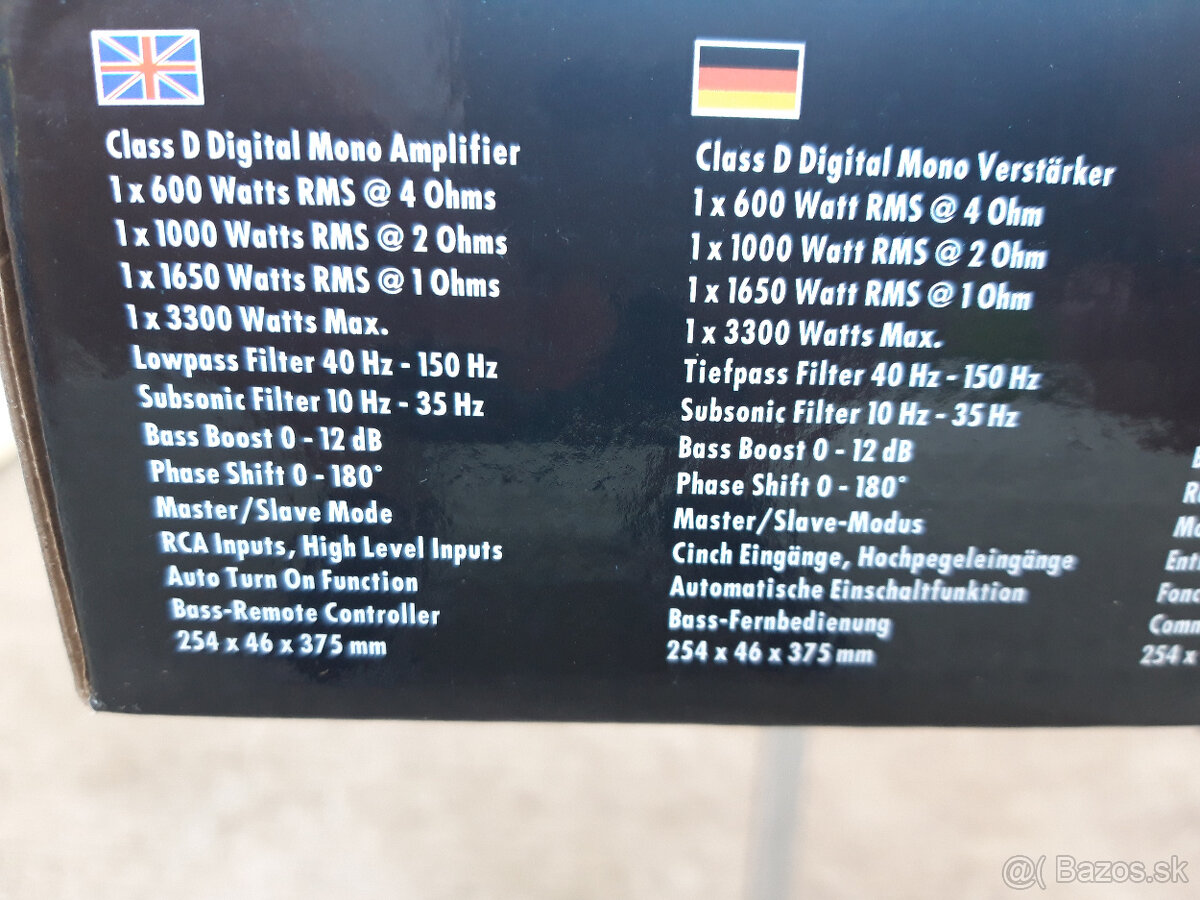 Class D Digital Mono Amplifier
1 x 600 Watts RMS @ 4 Ohms
1 x 1000 Watts RMS @ 2 Ohms
1 x 1650 Watts RMS @ 1 Ohms
1 x 3300 Watts Max.
Lowpass Filter 40 Hz - 150 Hz
Subsonic Filter 10 Hz - 35 Hz
Bass Boost 0 - 12 dB
Phase Shift 0 - 180°
Master/Slave Mode
RCA Inputs, High Level Inputs
Auto Turn On Function
Bass-Remote Controller
254 x 46 x 375 mm
Class D Digital Mono Verstärker
1 x 600 Watt RMS @ 4 Ohm
1 x 1000 Watt RMS @ 2 Ohm
1 x 1650 Watt RMS @ 1 Ohm
1 x 3300 Watts Max.
Tiefpass Filter 40 Hz - 150 Hz
Subsonic Filter 10 Hz - 35 Hz
Bass Boost 0 - 12 dB
Phase Shift 0 - 180°
Master/Slave-Modus
Cinch Eingänge, Hochpegeleingänge
Automatische Einschaltfunktion
Bass-Fernbedienung
254 x 46 x 375 mm
254 x
@( Bazos.sk